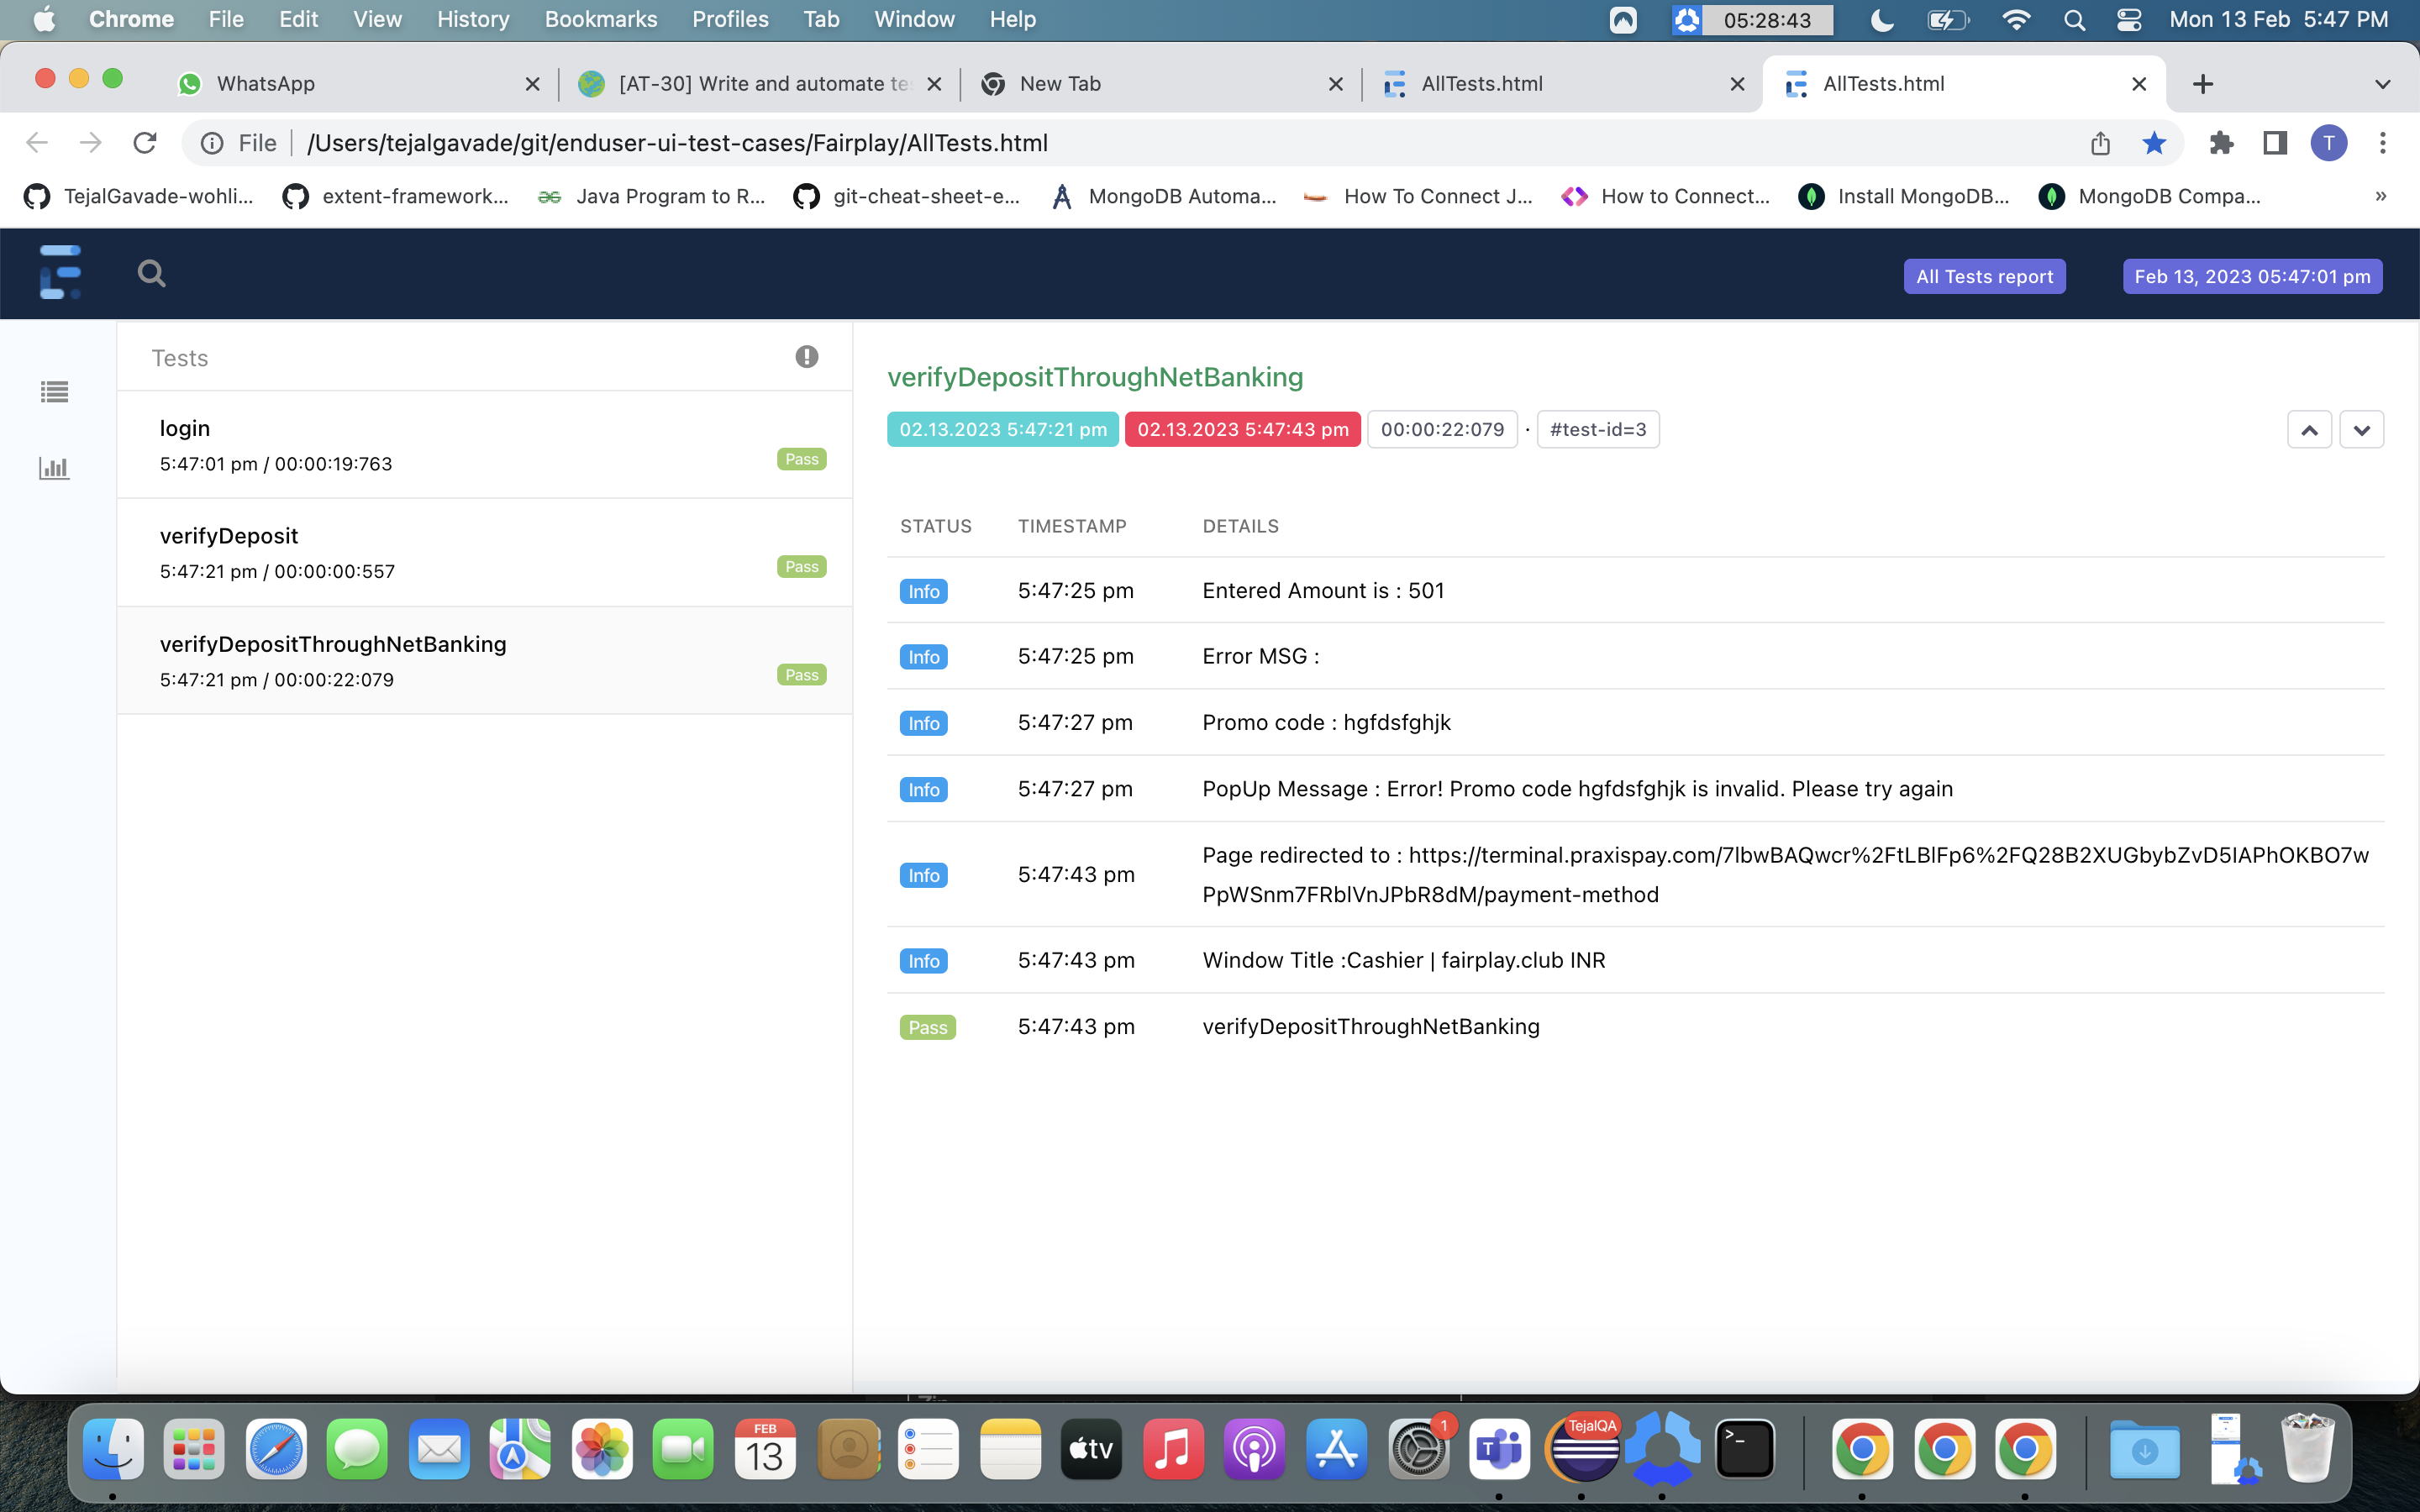 Chrome File Edit View History Bookmarks Profiles Tab Window Help 05:28:43 Mon 13 Feb 5:47 PM
WhatsApp [AT-30] Write and automate te New Tab AllTests.html AllTests.html
File /Users/tejalgavade/git/enduser-ui-test-cases/Fairplay/AllTests.html T
TejalGavade-wohli... extent-framework... Java Program to R... git-cheat-sheet-e... MongoDB Automa... How To Connect J... How to Connect... Install MongoDB... MongoDB Compa... »
All Tests report Feb 13, 2023 05:47:01 pm
Tests
login
5:47:01 pm / 00:00:19:763 Pass
verifyDeposit
5:47:21 pm / 00:00:00:557 Pass
verifyDepositThroughNetBanking
5:47:21 pm / 00:00:22:079 Pass
verifyDepositThroughNetBanking
02.13.2023 5:47:21 pm 02.13.2023 5:47:43 pm 00:00:22:079 · #test-id=3
STATUS TIMESTAMP DETAILS
Info 5:47:25 pm Entered Amount is : 501
Info 5:47:25 pm Error MSG :
Info 5:47:27 pm Promo code : hgfdsfghjk
Info 5:47:27 pm PopUp Message : Error! Promo code hgfdsfghjk is invalid. Please try again
Info 5:47:43 pm Page redirected to : https://terminal.praxispay.com/7lbwBAQwcr%2FtLBlFp6%2FQ28B2XUGbybZvD5IAPhOKBO7w
PpWSnm7FRblVnJPbR8dM/payment-method
Info 5:47:43 pm Window Title :Cashier | fairplay.club INR
Pass 5:47:43 pm verifyDepositThroughNetBanking
FEB
13
tv
1
T
TejalQA
>_